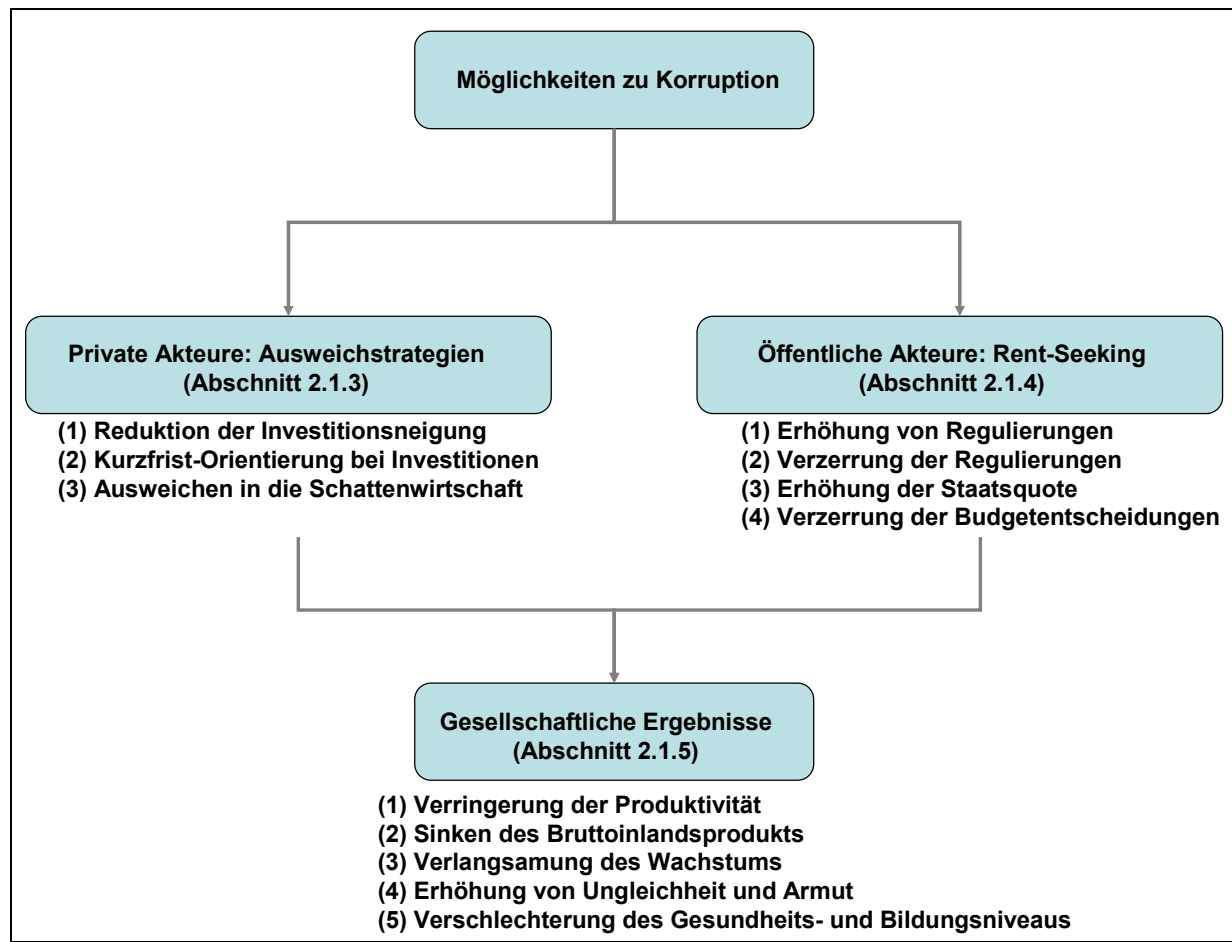 Möglichkeiten zu Korruption
Private Akteure: Ausweichstrategien
(Abschnitt 2.1.3)
(1) Reduktion der Investitionsneigung
(2) Kurzfrist-Orientierung bei Investitionen
(3) Ausweichen in die Schattenwirtschaft
Öffentliche Akteure: Rent-Seeking
(Abschnitt 2.1.4)
(1) Erhöhung von Regulierungen
(2) Verzerrung der Regulierungen
(3) Erhöhung der Staatsquote
(4) Verzerrung der Budgetentscheidungen
Gesellschaftliche Ergebnisse
(Abschnitt 2.1.5)
(1) Verringerung der Produktivität
(2) Sinken des Bruttoinlandsprodukts
(3) Verlangsamung des Wachstums
(4) Erhöhung von Ungleichheit und Armut
(5) Verschlechterung des Gesundheits- und Bildungsniveaus